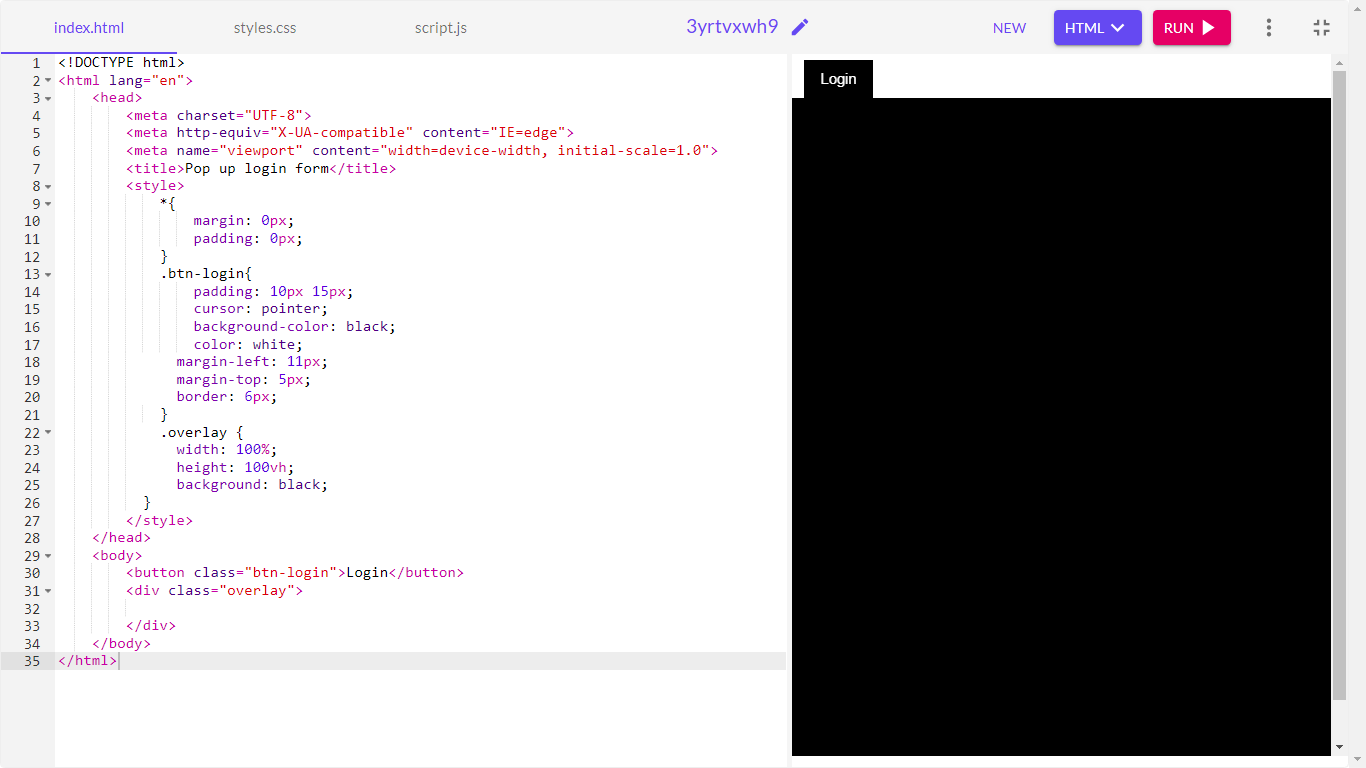 index.html styles.css script.js 3yrtvxwh9 NEW HTML RUN
1 <!DOCTYPE html>
2 <html lang="en">
3 <head>
4 <meta charset="UTF-8">
5 <meta http-equiv="X-UA-compatible" content="IE=edge">
6 <meta name="viewport" content="width=device-width, initial-scale=1.0">
7 <title>Pop up login form</title>
8 <style>
9 *{
10 margin: 0px;
11 padding: 0px;
12 }
13 .btn-login{
14 padding: 10px 15px;
15 cursor: pointer;
16 background-color: black;
17 color: white;
18 margin-left: 11px;
19 margin-top: 5px;
20 border: 6px;
21 }
22 .overlay {
23 width: 100%;
24 height: 100vh;
25 background: black;
26 }
27 </style>
28 </head>
29 <body>
30 <button class="btn-login">Login</button>
31 <div class="overlay">
32
33 </div>
34 </body>
35 </html>
Login